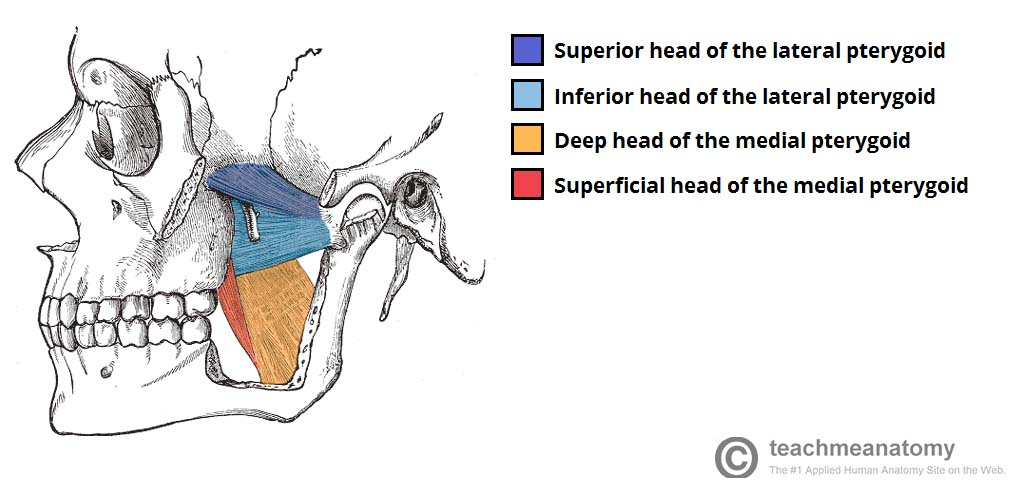 Superior head of the lateral pterygoid
Inferior head of the lateral pterygoid
Deep head of the medial pterygoid
Superficial head of the medial pterygoid
© teachmeanatomy
The #1 Applied Human Anatomy Site on the Web.